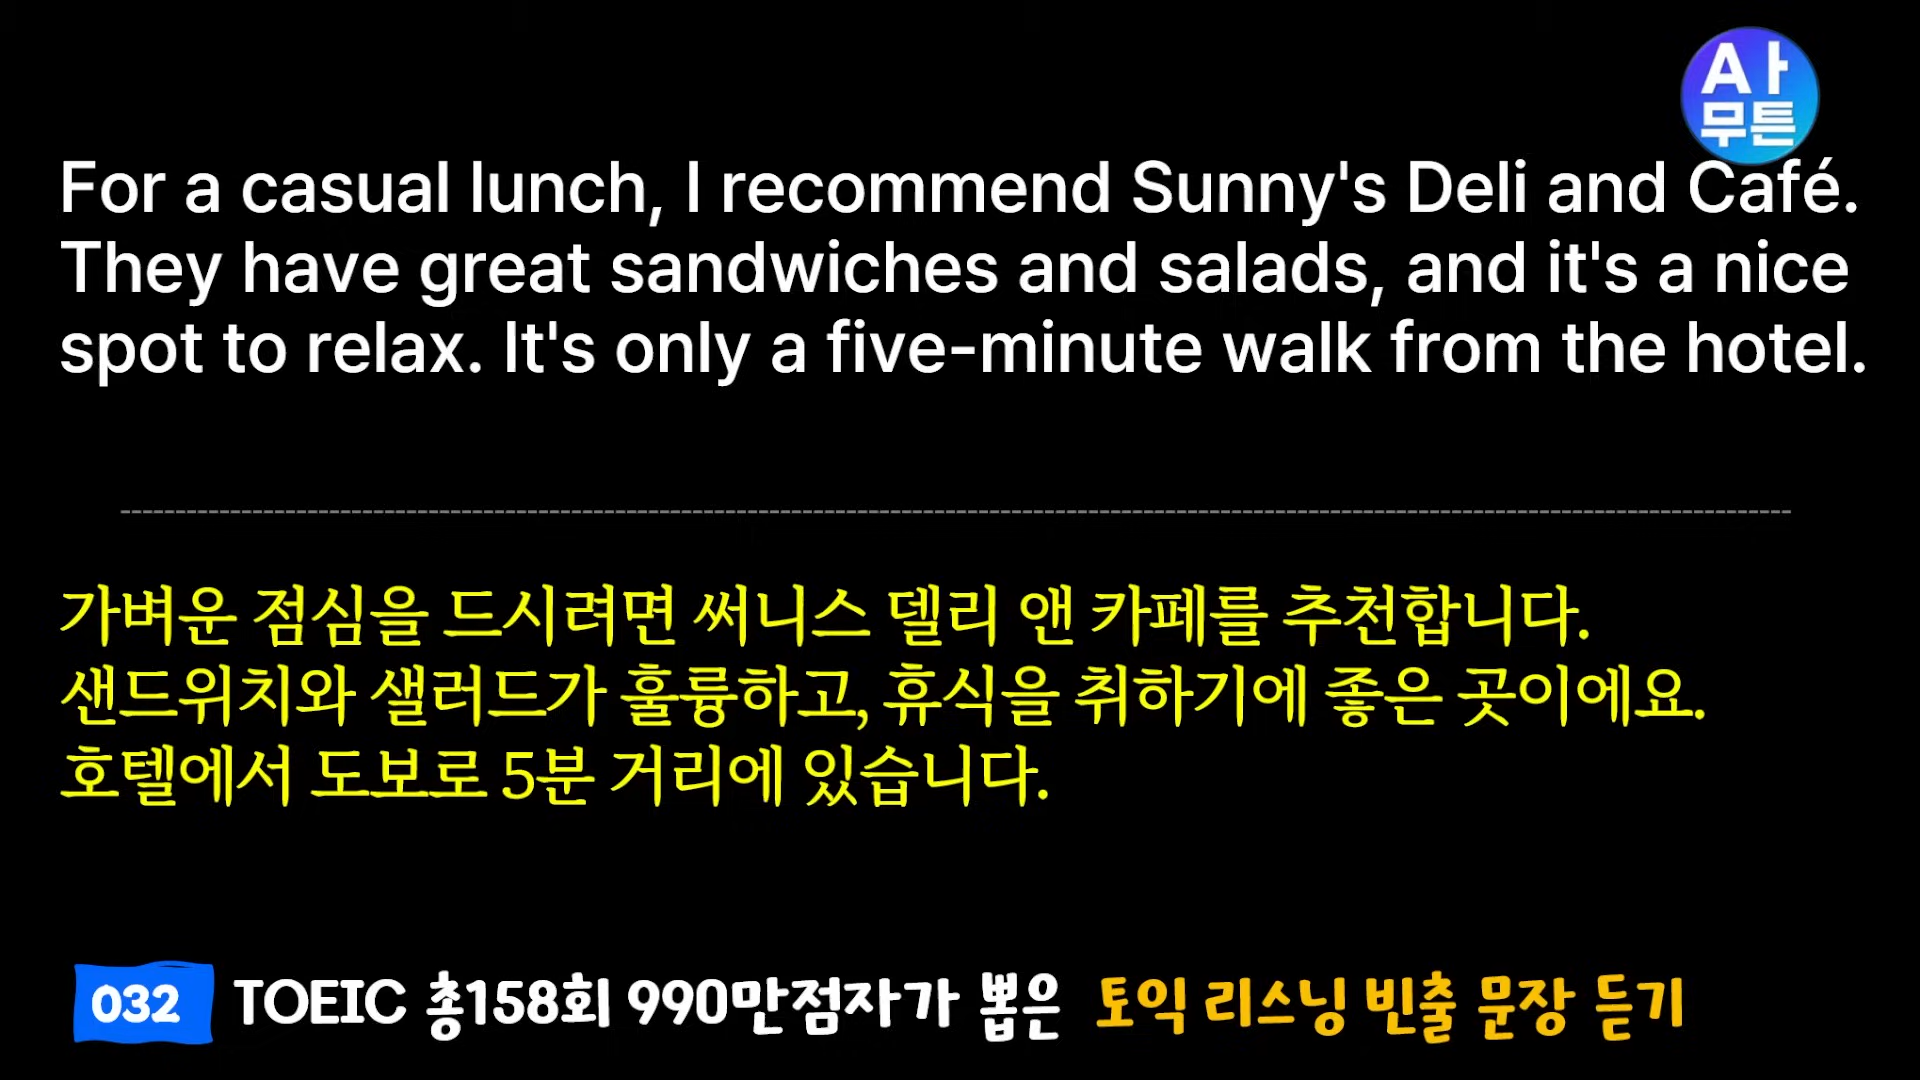 A사
무튼
For a casual lunch, I recommend Sunny's Deli and Café.
They have great sandwiches and salads, and it's a nice
spot to relax. It's only a five-minute walk from the hotel.
가벼운 점심을 드시려면 써니스 델리 앤 카페를 추천합니다.
샌드위치와 샐러드가 훌륭하고, 휴식을 취하기에 좋은 곳이에요.
호텔에서 도보로 5분 거리에 있습니다.
032 TOEIC 총158회 990만점자가 뽑은 토익 리스닝 빈출 문장 듣기